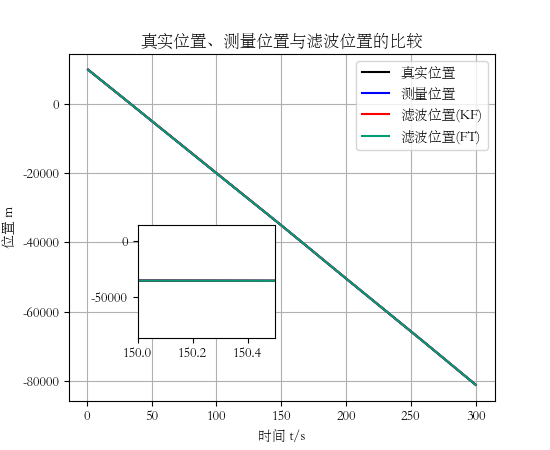 真实位置、测量位置与滤波位置的比较
真实位置
测量位置
滤波位置(KF)
滤波位置(FT)
位置 m
0
-20000
-40000
-60000
-80000
0
-50000
150.0 150.2 150.4
0 50 100 150 200 250 300
时间 t/s